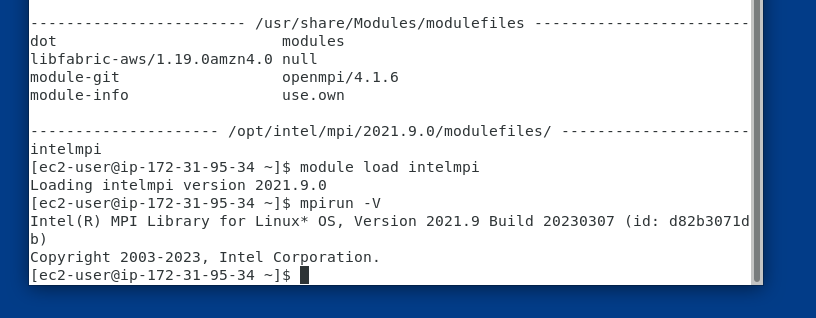 ------------------------ /usr/share/Modules/modulefiles ------------------------
dot                         modules
libfabric-aws/1.19.0amzn4.0 null
module-git                  openmpi/4.1.6
module-info                 use.own
--------------------- /opt/intel/mpi/2021.9.0/modulefiles/ ---------------------
intelmpi
[ec2-user@ip-172-31-95-34 ~]$ module load intelmpi
Loading intelmpi version 2021.9.0
[ec2-user@ip-172-31-95-34 ~]$ mpirun -V
Intel(R) MPI Library for Linux* OS, Version 2021.9 Build 20230307 (id: d82b3071d
b)
Copyright 2003-2023, Intel Corporation.
[ec2-user@ip-172-31-95-34 ~]$